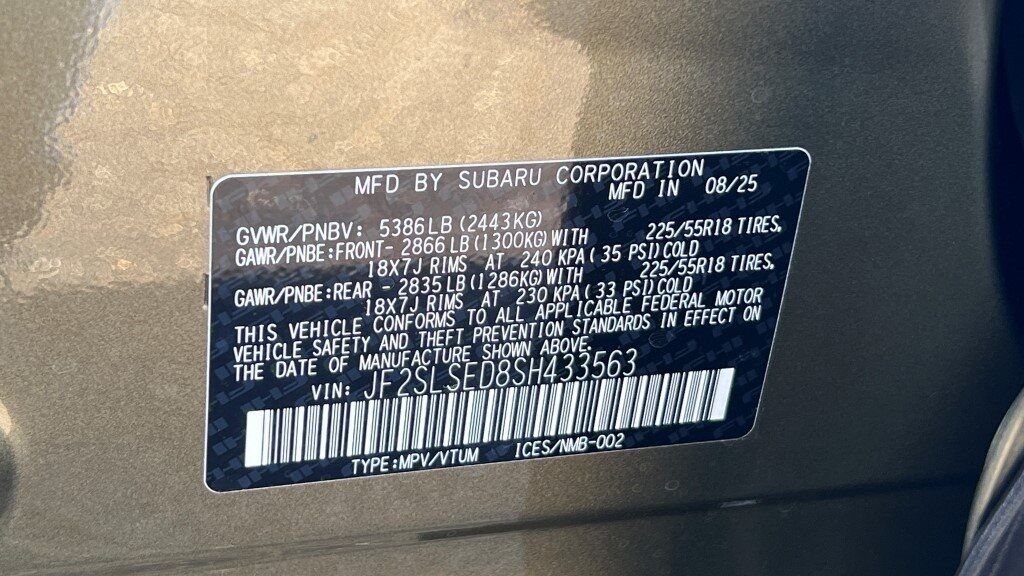 MFD BY SUBARU CORPORATION
MFD IN 08/25
GVWR/PNBV: 5386LB (2443KG)
GAWR/PNBE:FRONT- 2866 LB (1300KG) WITH 225/55R18 TIRES,
18X7J RIMS AT 240 KPA ( 35 PSI) COLD
GAWR/PNBE:REAR - 2835 LB (1286KG) WITH 225/55R18 TIRES,
18X7J RIMS AT 230 KPA (33 PSI) COLD
THIS VEHICLE CONFORMS TO ALL APPLICABLE FEDERAL MOTOR
VEHICLE SAFETY AND THEFT PREVENTION STANDARDS IN EFFECT ON
THE DATE OF MANUFACTURE SHOWN ABOVE.
VIN: JF2SLSED8SH433563
TYPE:MPV/VTUM ICES/NMB-002